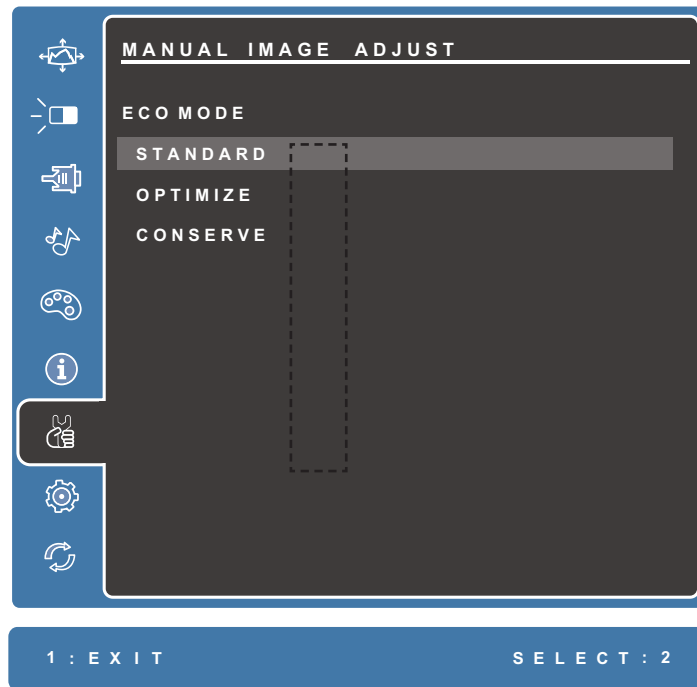 MANUAL IMAGE ADJUST
ECO MODE
STANDARD
OPTIMIZE
CONSERVE
1:EXIT SELECT:2